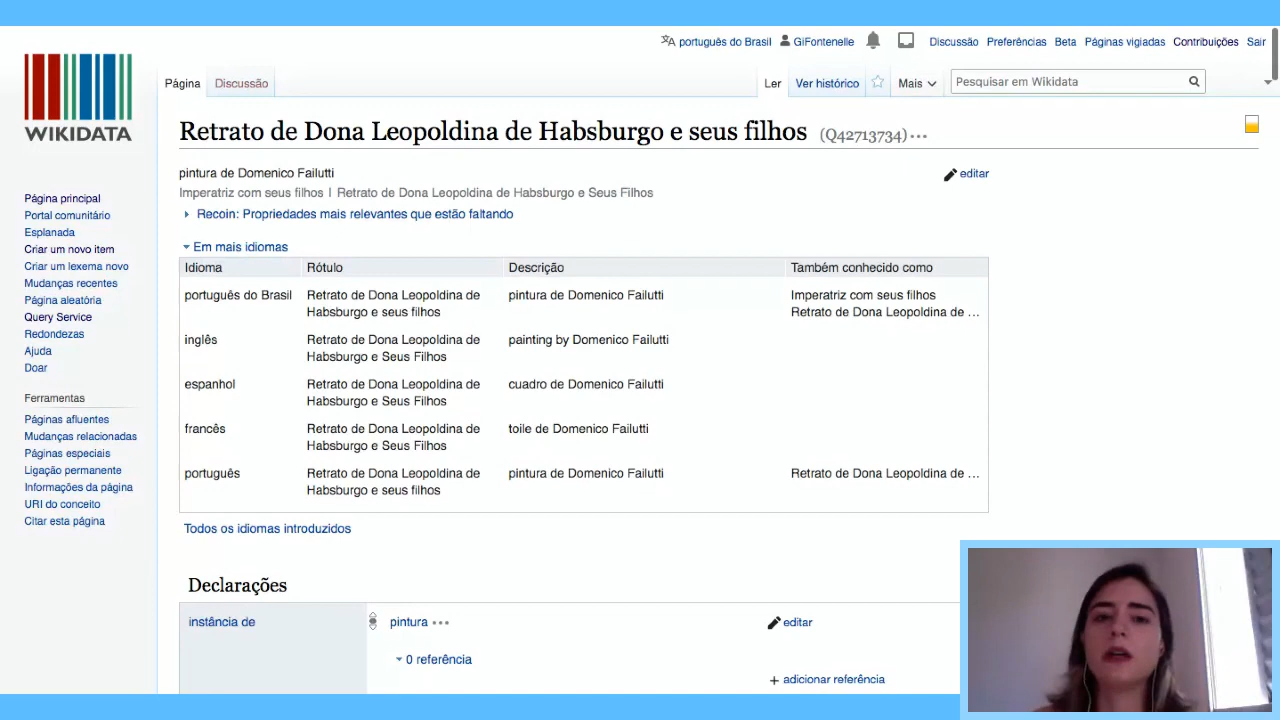 português do Brasil GiFontenelle Discussão Preferências Beta Páginas vigiadas Contribuições Sair
WIKIDATA
Página Discussão Ler Ver histórico Mais Pesquisar em Wikidata
Retrato de Dona Leopoldina de Habsburgo e seus filhos (Q42713734)
pintura de Domenico Failutti editar
Imperatriz com seus filhos | Retrato de Dona Leopoldina de Habsburgo e Seus Filhos
Recoin: Propriedades mais relevantes que estão faltando
Em mais idiomas
Idioma Rótulo Descrição Também conhecido como
português do Brasil Retrato de Dona Leopoldina de pintura de Domenico Failutti Imperatriz com seus filhos
Habsburgo e seus filhos Retrato de Dona Leopoldina de ...
inglês Retrato de Dona Leopoldina de painting by Domenico Failutti
Habsburgo e Seus Filhos
espanhol Retrato de Dona Leopoldina de cuadro de Domenico Failutti
Habsburgo e Seus Filhos
francês Retrato de Dona Leopoldina de toile de Domenico Failutti
Habsburgo e Seus Filhos
português Retrato de Dona Leopoldina de pintura de Domenico Failutti Retrato de Dona Leopoldina de ...
Habsburgo e seus filhos
Todos os idiomas introduzidos
Declarações
instância de pintura editar
0 referência
+ adicionar referência
Página principal
Portal comunitário
Esplanada
Criar um novo item
Criar um lexema novo
Mudanças recentes
Página aleatória
Query Service
Redondezas
Ajuda
Doar
Ferramentas
Páginas afluentes
Mudanças relacionadas
Páginas especiais
Ligação permanente
Informações da página
URI do conceito
Citar esta página